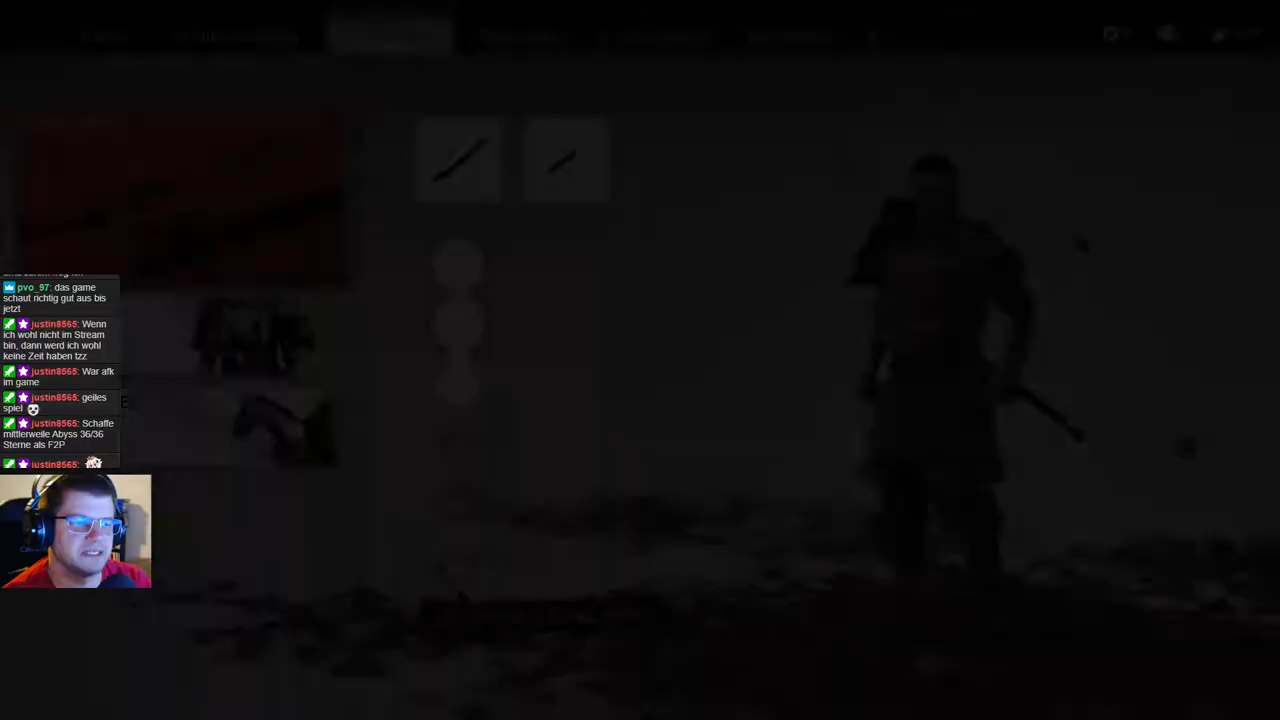 pvo_97: das game
schaut richtig gut aus bis
jetzt
justin8565: Wenn
ich wohl nicht im Stream
bin, dann werd ich wohl
keine Zeit haben tzz
justin8565: War afk
im game
justin8565: geiles
spiel
justin8565: Schaffe
mittlerweile Abyss 36/36
Sterne als F2P
justin8565: